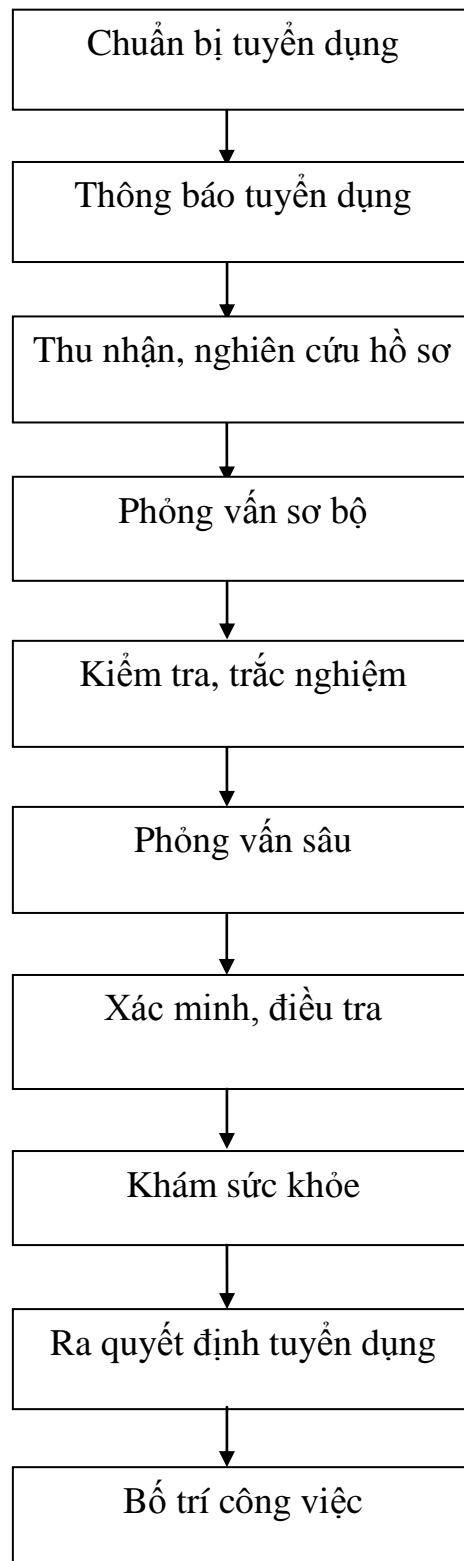 Chuẩn bị tuyển dụng
Thông báo tuyển dụng
Thu nhận, nghiên cứu hồ sơ
Phỏng vấn sơ bộ
Kiểm tra, trắc nghiệm
Phỏng vấn sâu
Xác minh, điều tra
Khám sức khỏe
Ra quyết định tuyển dụng
Bố trí công việc